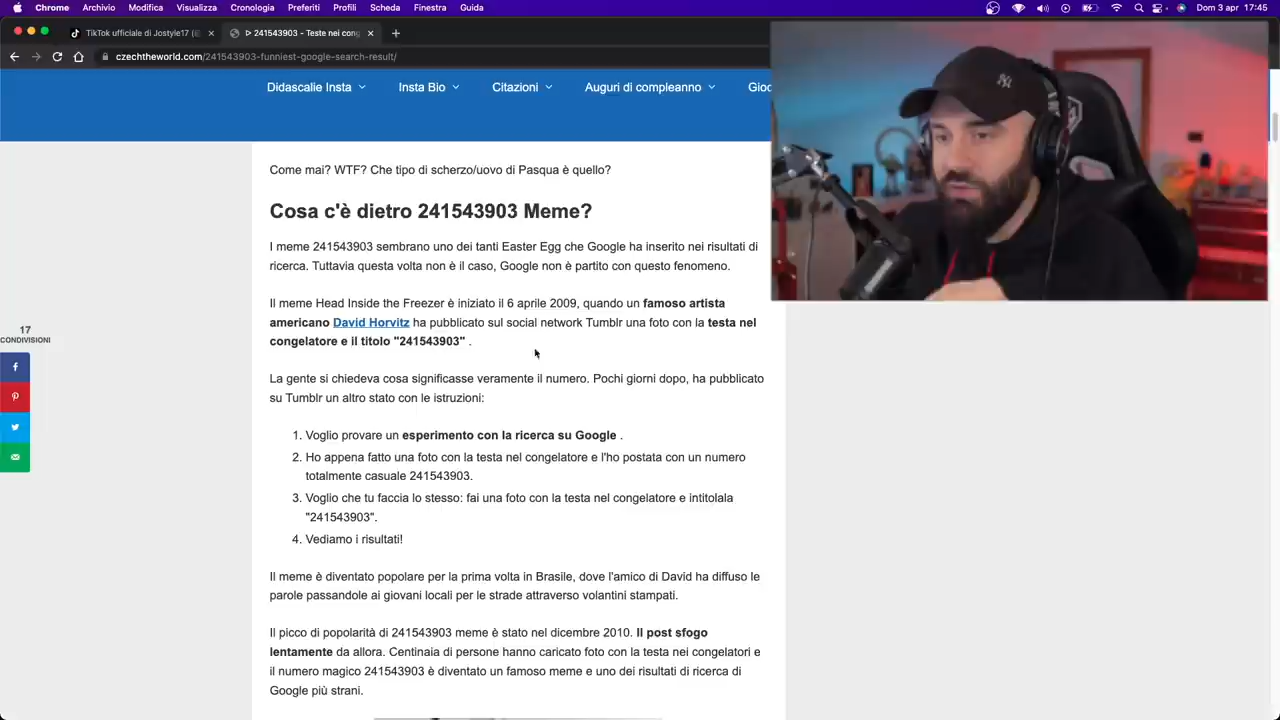 Chrome Archivio Modifica Visualizza Cronologia Preferiti Profili Scheda Finestra Guida Dom 3 apr 17:45
TikTok ufficiale di Jostyle17 (@
241543903 - Teste nei cong
czechtheworld.com/241543903-funniest-google-search-result/
Didascalie Insta Insta Bio Citazioni Auguri di compleanno Gioc
Come mai? WTF? Che tipo di scherzo/uovo di Pasqua è quello?
Cosa c'è dietro 241543903 Meme?
I meme 241543903 sembrano uno dei tanti Easter Egg che Google ha inserito nei risultati di
ricerca. Tuttavia questa volta non è il caso, Google non è partito con questo fenomeno.
Il meme Head Inside the Freezer è iniziato il 6 aprile 2009, quando un famoso artista
americano David Horvitz ha pubblicato sul social network Tumblr una foto con la testa nel
congelatore e il titolo "241543903" .
17
CONDIVISIONI
La gente si chiedeva cosa significasse veramente il numero. Pochi giorni dopo, ha pubblicato
su Tumblr un altro stato con le istruzioni:
1. Voglio provare un esperimento con la ricerca su Google .
2. Ho appena fatto una foto con la testa nel congelatore e l'ho postata con un numero
totalmente casuale 241543903.
3. Voglio che tu faccia lo stesso: fai una foto con la testa nel congelatore e intitolala
"241543903".
4. Vediamo i risultati!
Il meme è diventato popolare per la prima volta in Brasile, dove l'amico di David ha diffuso le
parole passandole ai giovani locali per le strade attraverso volantini stampati.
Il picco di popolarità di 241543903 meme è stato nel dicembre 2010. Il post sfogo
lentamente da allora. Centinaia di persone hanno caricato foto con la testa nei congelatori e
il numero magico 241543903 è diventato un famoso meme e uno dei risultati di ricerca di
Google più strani.